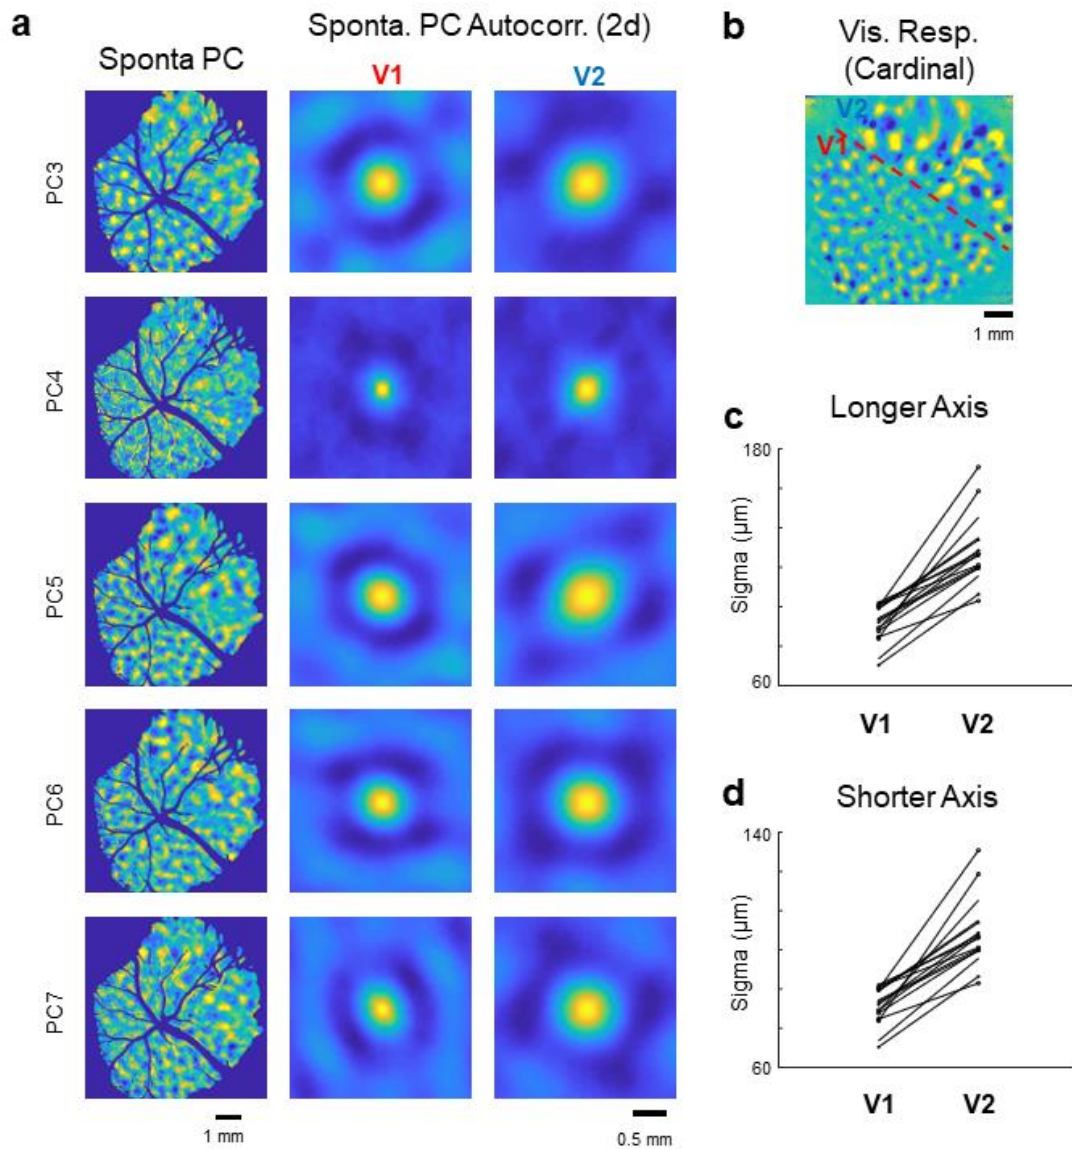 a
Sponta. PC Autocorr. (2d)
Sponta PC
V1
V2
PC3
PC4
PC5
PC6
PC7
1 mm
0.5 mm
b
Vis. Resp.
(Cardinal)
V2
V1
1 mm
c
Longer Axis
180
Sigma (µm)
60
V1
V2
d
Shorter Axis
140
Sigma (µm)
60
V1
V2